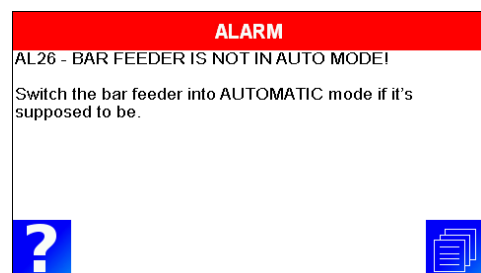 ALARM
AL26 - BAR FEEDER IS NOT IN AUTO MODE!
Switch the bar feeder into AUTOMATIC mode if it's
supposed to be.
?